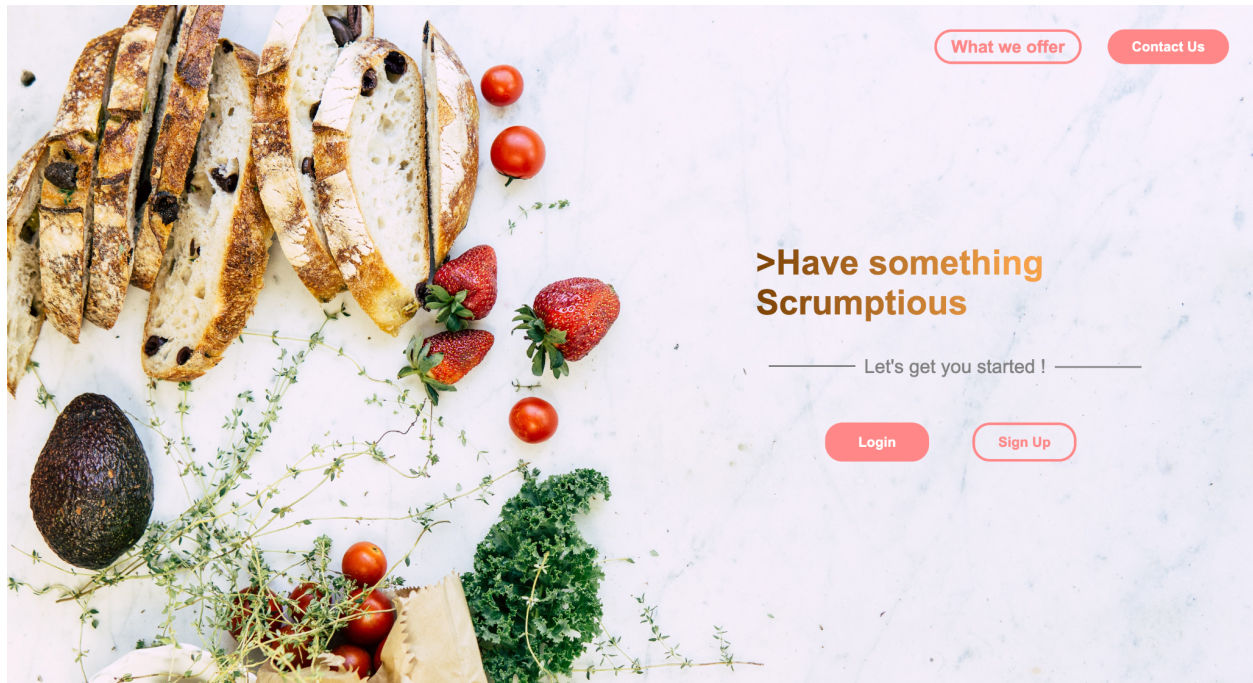 What we offer
Contact Us
>Have something
Scrumptious
Let's get you started !
Login
Sign Up